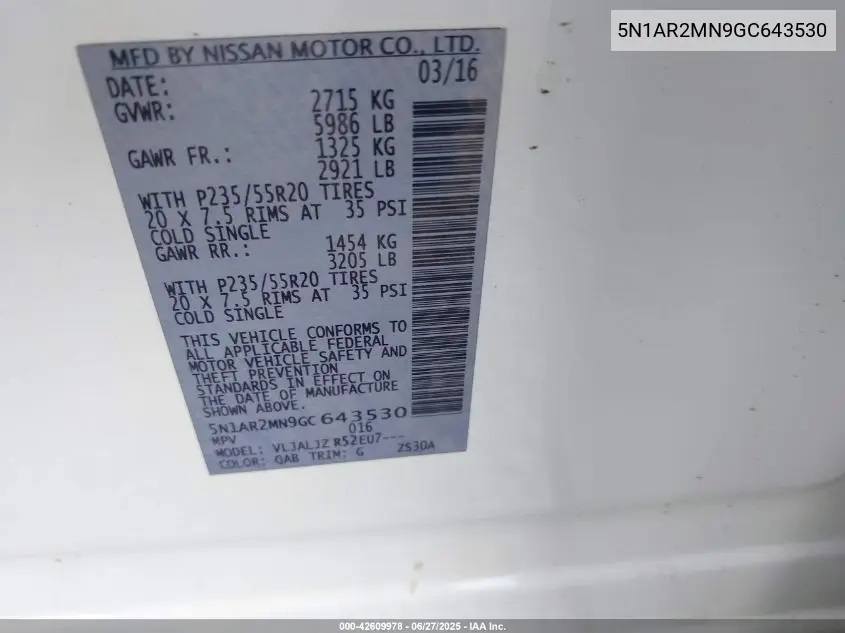 5N1AR2MN9GC643530
MFD BY NISSAN MOTOR CO., LTD.
DATE: 03/16
GVWR: 2715 KG
5986 LB
GAWR FR.: 1325 KG
2921 LB
WITH P235/55R20 TIRES
20 X 7.5 RIMS AT 35 PSI
COLD SINGLE
GAWR RR.: 1454 KG
3205 LB
WITH P235/55R20 TIRES
20 X 7.5 RIMS AT 35 PSI
COLD SINGLE
THIS VEHICLE CONFORMS TO
ALL APPLICABLE FEDERAL
MOTOR VEHICLE SAFETY AND
THEFT PREVENTION
STANDARDS IN EFFECT ON
THE DATE OF MANUFACTURE
SHOWN ABOVE.
5N1AR2MN9GC643530
MPV 016
MODEL: VLJALJZ R52EU7---
COLOR: QAB TRIM: G ZS30A
000-42609978 - 06/27/2025 - IAA Inc.